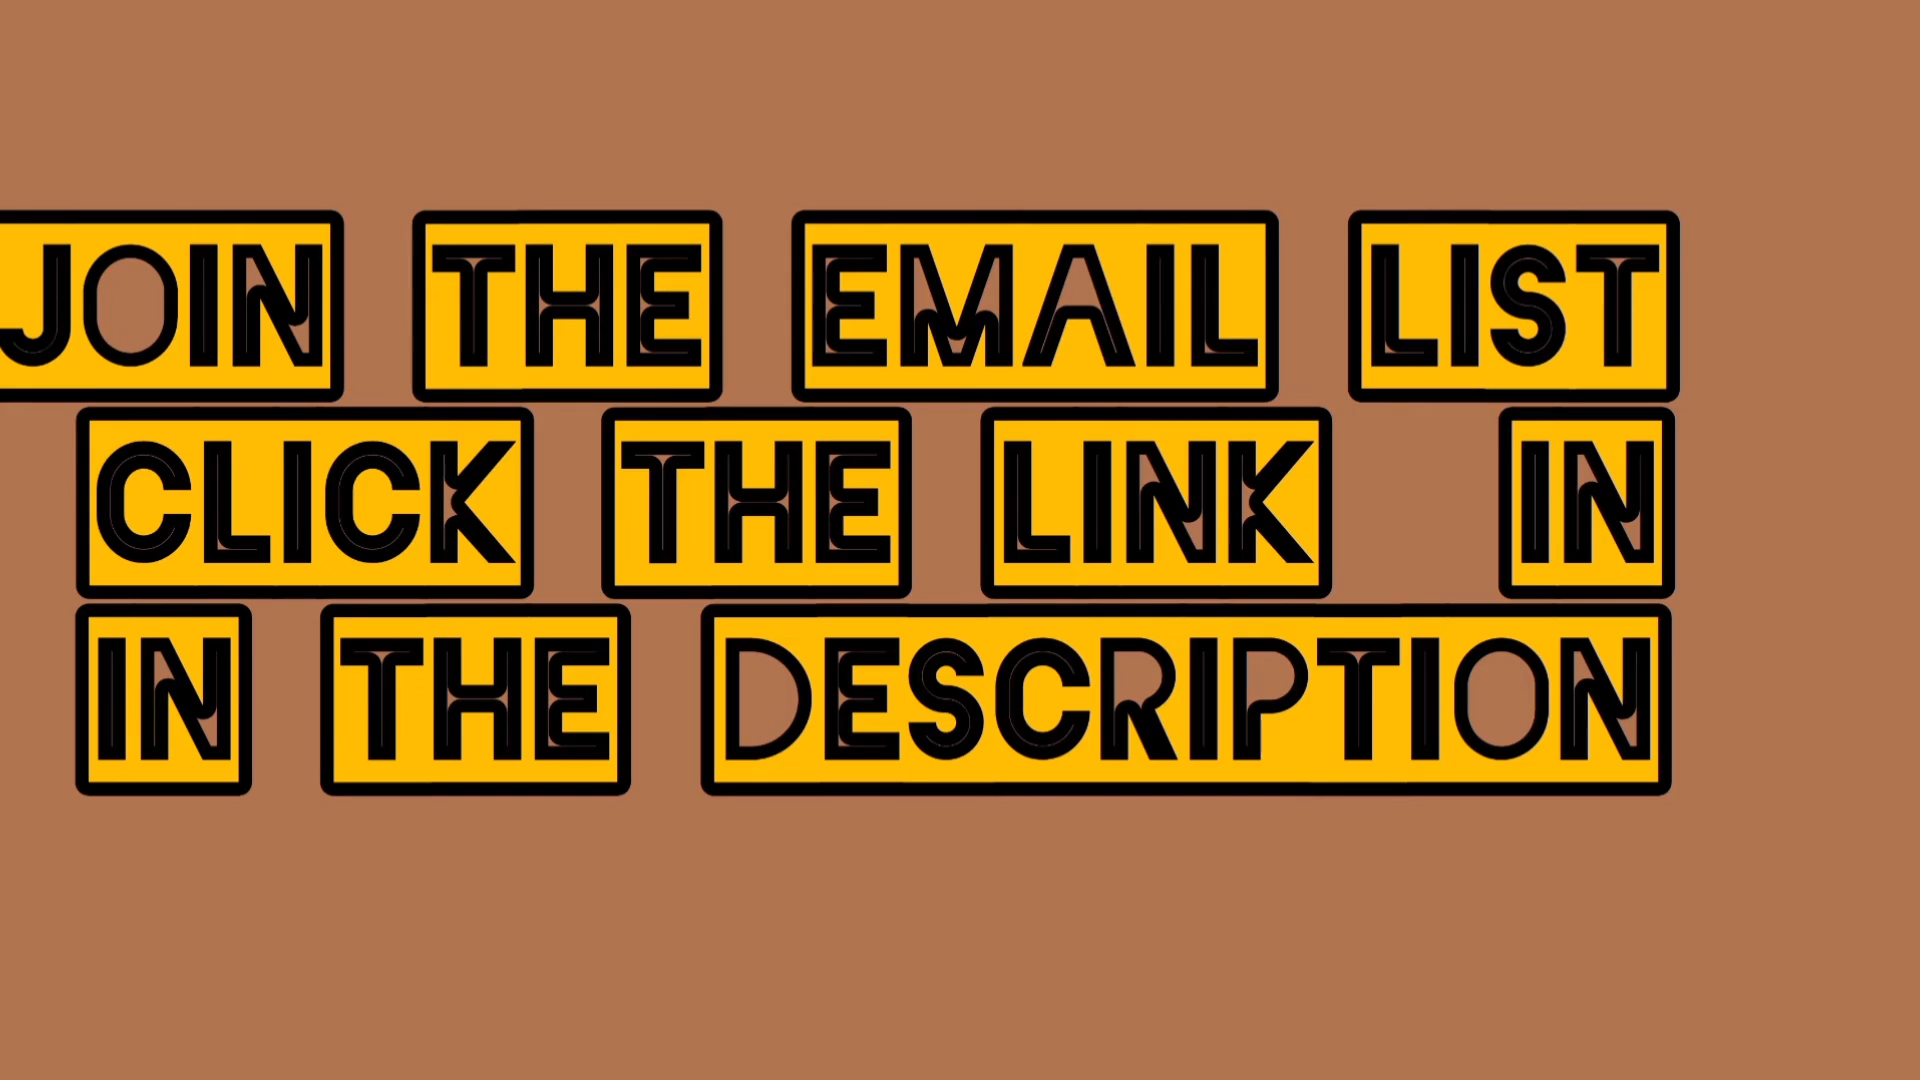 JOIN THE EMAIL LIST
CLICK THE LINK IN
IN THE DESCRIPTION